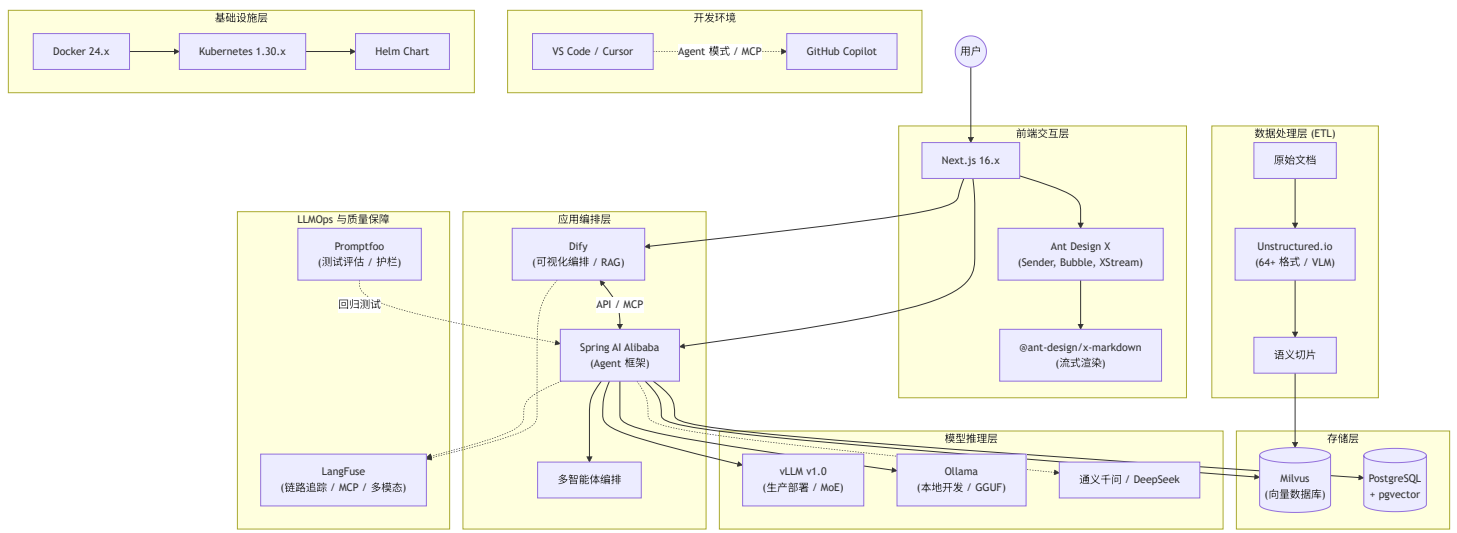 基础设施层
Docker 24.x
Kubernetes 1.30.x
Helm Chart
开发环境
VS Code / Cursor
Agent 模式 / MCP
GitHub Copilot
用户
前端交互层
Next.js 16.x
Ant Design X
(Sender, Bubble, XStream)
@ant-design/x-markdown
(流式渲染)
数据处理层 (ETL)
原始文档
Unstructured.io
(64+ 格式 / VLM)
语义切片
LLMOps 与质量保障
Promptfoo
(测试评估 / 护栏)
回归测试
LangFuse
(链路追踪 / MCP / 多模态)
应用编排层
Dify
(可视化编排 / RAG)
API / MCP
Spring AI Alibaba
(Agent 框架)
多智能体编排
模型推理层
vLLM v1.0
(生产部署 / MoE)
Ollama
(本地开发 / GGUF)
通义千问 / DeepSeek
存储层
Milvus
(向量数据库)
PostgreSQL
+ pgvector